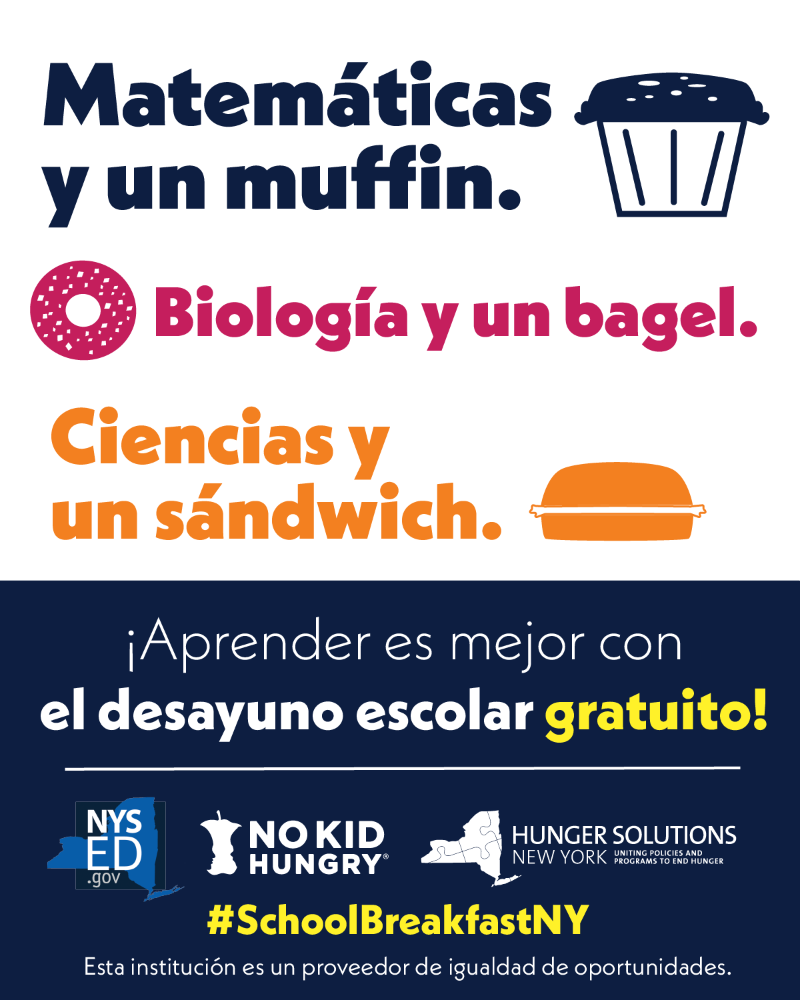 Matemáticas
y un muffin.
Biología y un bagel.
Ciencias y
un sándwich.
¡Aprender es mejor con
el desayuno escolar gratuito!
NYS
ED
.gov
NO KID
HUNGRY®
HUNGER SOLUTIONS
NEW YORK
UNITING POLICIES AND
PROGRAMS TO END HUNGER
#SchoolBreakfastNY
Esta institución es un proveedor de igualdad de oportunidades.